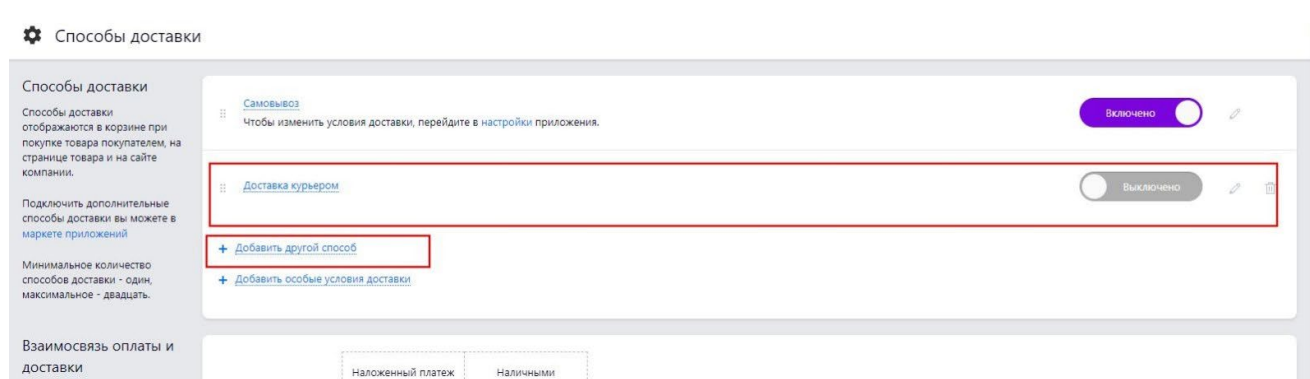 Способы доставки
Способы доставки
Способы доставки
отображаются в корзине при
покупке товара покупателем, на
странице товара и на сайте
компании.
Подключить дополнительные
способы доставки вы можете в
маркете приложений
Минимальное количество
способов доставки - один,
максимальное - двадцать.
Самовывоз
Чтобы изменить условия доставки, перейдите в настройки приложения.
Включено
Доставка курьером
Выключено
+ Добавить другой способ
+ Добавить особые условия доставки
Взаимосвязь оплаты и
доставки
Наложенный платеж
Наличными